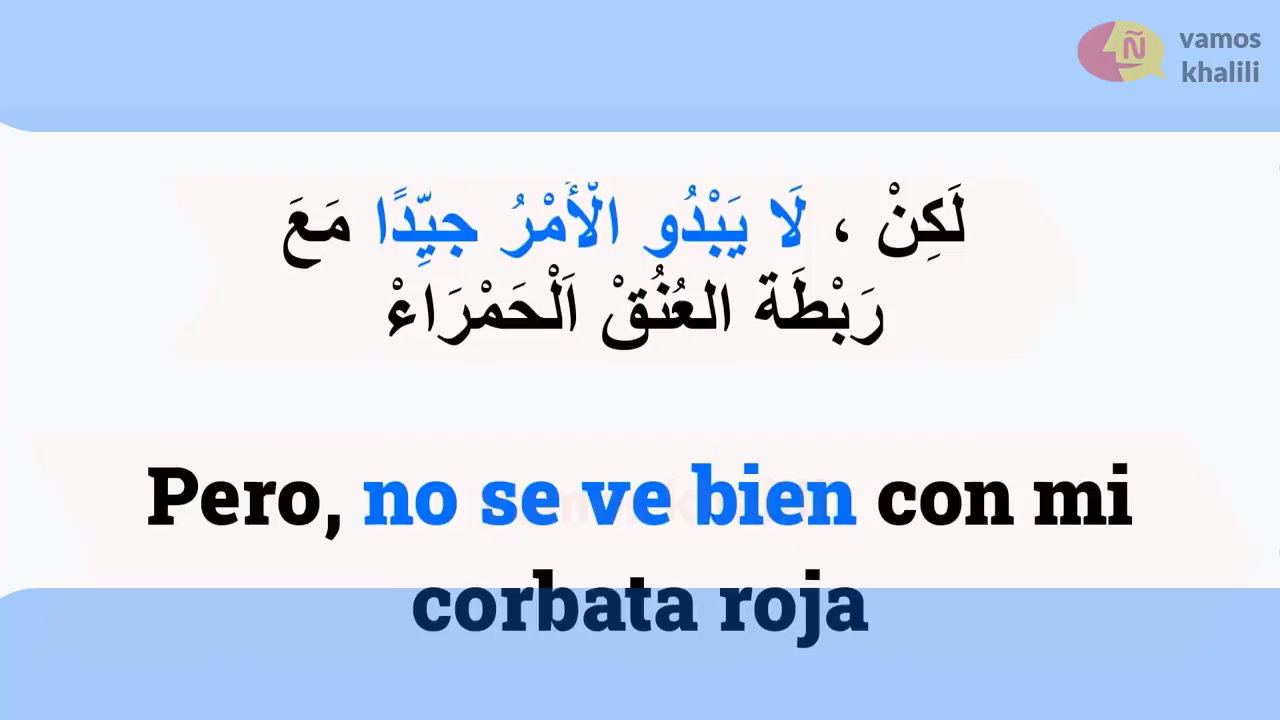 Ñ
vamos
khalili
لَكِنْ ، لَا يَبْدُو الْأَمْرُ جيِّدًا مَعَ
رَبْطَة العُنُقْ اَلْحَمْرَاءْ
Pero, no se ve bien con mi
corbata roja